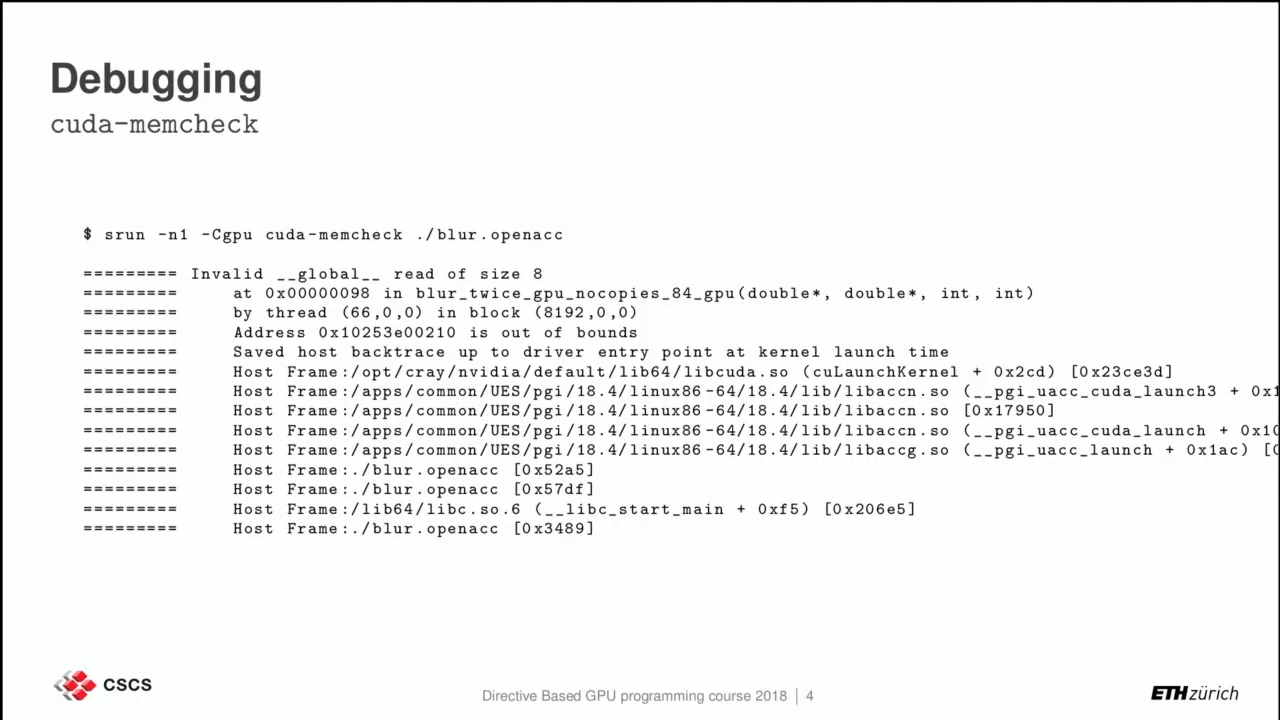 Debugging
cuda-memcheck
$ srun -n1 -Cgpu cuda-memcheck ./blur.openacc
========= Invalid __global__ read of size 8
=========     at 0x00000098 in blur_twice_gpu_nocopies_84_gpu(double*, double*, int, int)
=========     by thread (66,0,0) in block (8192,0,0)
=========     Address 0x10253e00210 is out of bounds
=========     Saved host backtrace up to driver entry point at kernel launch time
=========     Host Frame:/opt/cray/nvidia/default/lib64/libcuda.so (cuLaunchKernel + 0x2cd) [0x23ce3d]
=========     Host Frame:/apps/common/UES/pgi/18.4/linux86-64/18.4/lib/libaccn.so (__pgi_uacc_cuda_launch3 + 0x1
=========     Host Frame:/apps/common/UES/pgi/18.4/linux86-64/18.4/lib/libaccn.so [0x17950]
=========     Host Frame:/apps/common/UES/pgi/18.4/linux86-64/18.4/lib/libaccn.so (__pgi_uacc_cuda_launch + 0x10
=========     Host Frame:/apps/common/UES/pgi/18.4/linux86-64/18.4/lib/libaccg.so (__pgi_uacc_launch + 0x1ac) [0
=========     Host Frame:./blur.openacc [0x52a5]
=========     Host Frame:./blur.openacc [0x57df]
=========     Host Frame:/lib64/libc.so.6 (__libc_start_main + 0xf5) [0x206e5]
=========     Host Frame:./blur.openacc [0x3489]
CSCS
Directive Based GPU programming course 2018 | 4
ETH zürich